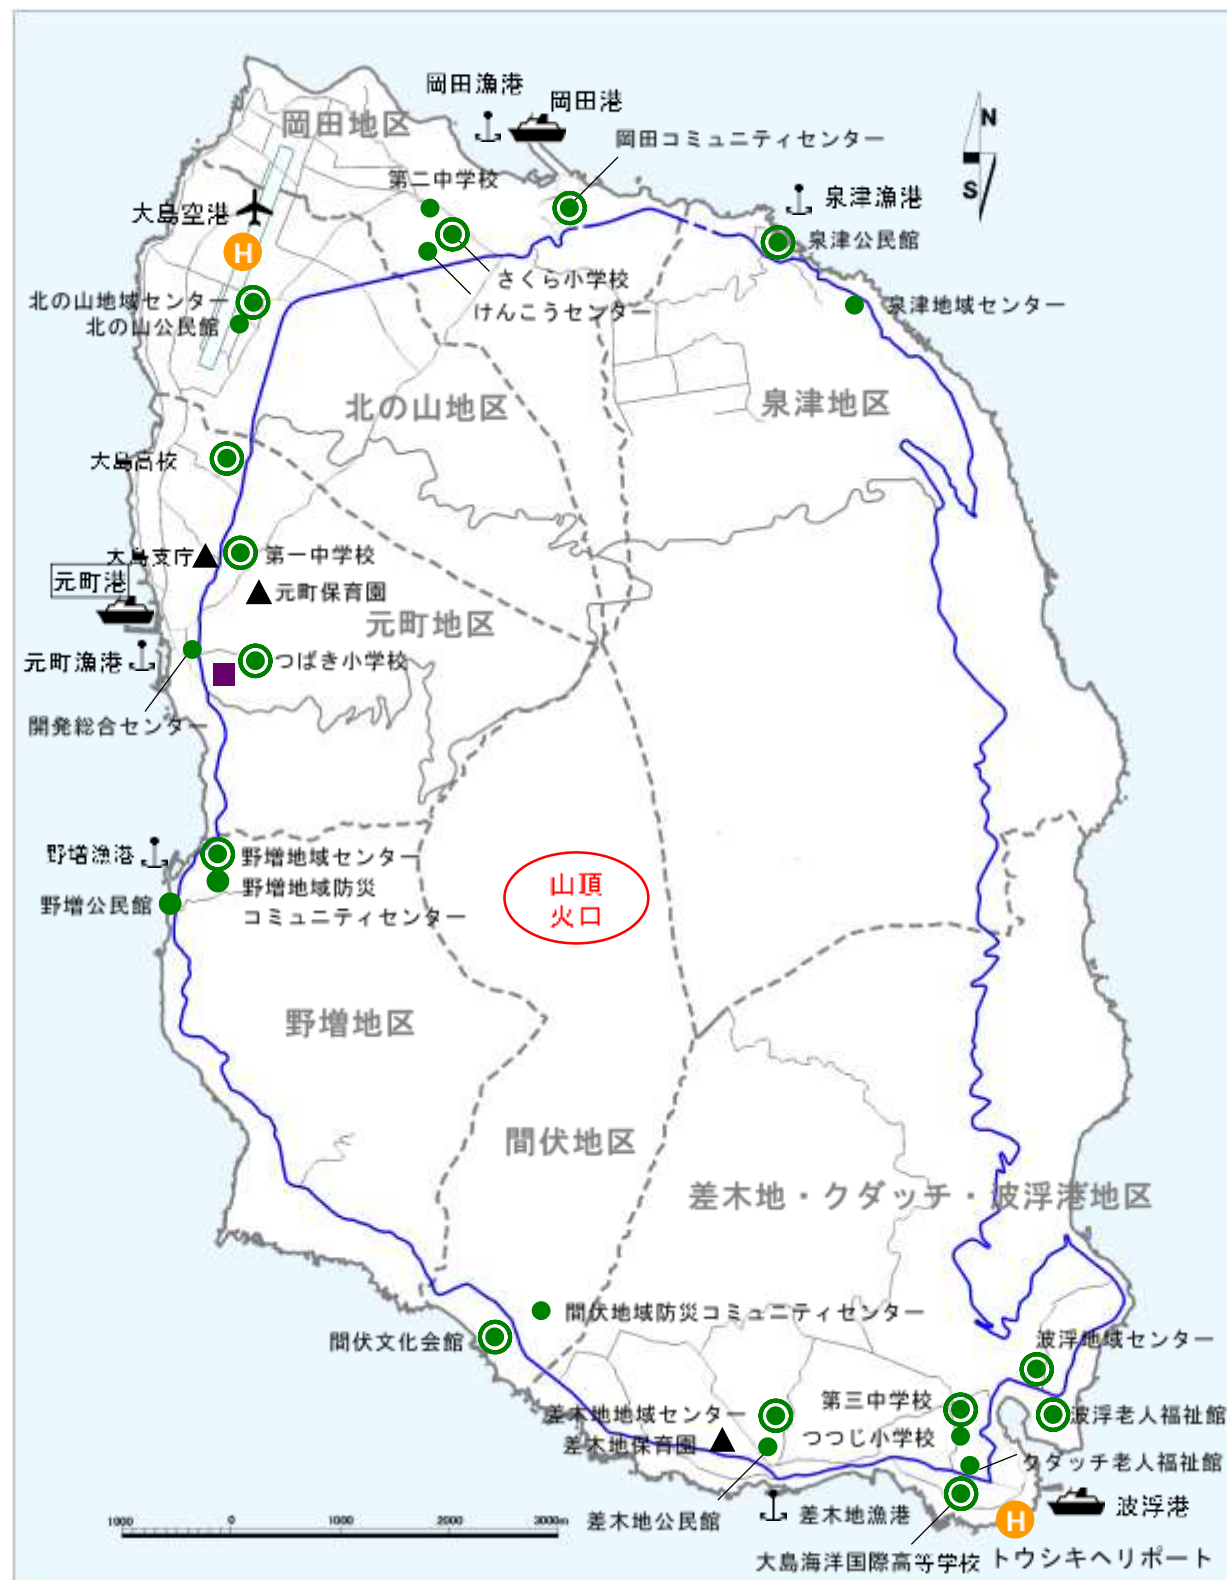 岡田漁港
岡田港
岡田地区
岡田コミュニティセンター
N
S
第二中学校
泉津漁港
大島空港
泉津公民館
H
さくら小学校
けんこうセンター
北の山地域センター
北の山公民館
泉津地域センター
北の山地区
泉津地区
大島高校
大島支庁
第一中学校
元町港
元町保育園
元町地区
元町漁港
つばき小学校
開発総合センター
野増漁港
野増地域センター
野増地域防災
コミュニティセンター
野増公民館
山頂
火口
野増地区
間伏地区
差木地・クダッチ・波浮港地区
間伏地域防災コミュニティセンター
間伏文化会館
波浮地域センター
第三中学校
差木地地域センター
波浮老人福祉館
つつじ小学校
差木地保育園
クダッチ老人福祉館
差木地公民館
差木地漁港
波浮港
H
大島海洋国際高等学校
トウシキヘリポート
1000 0 1000 2000 3000m